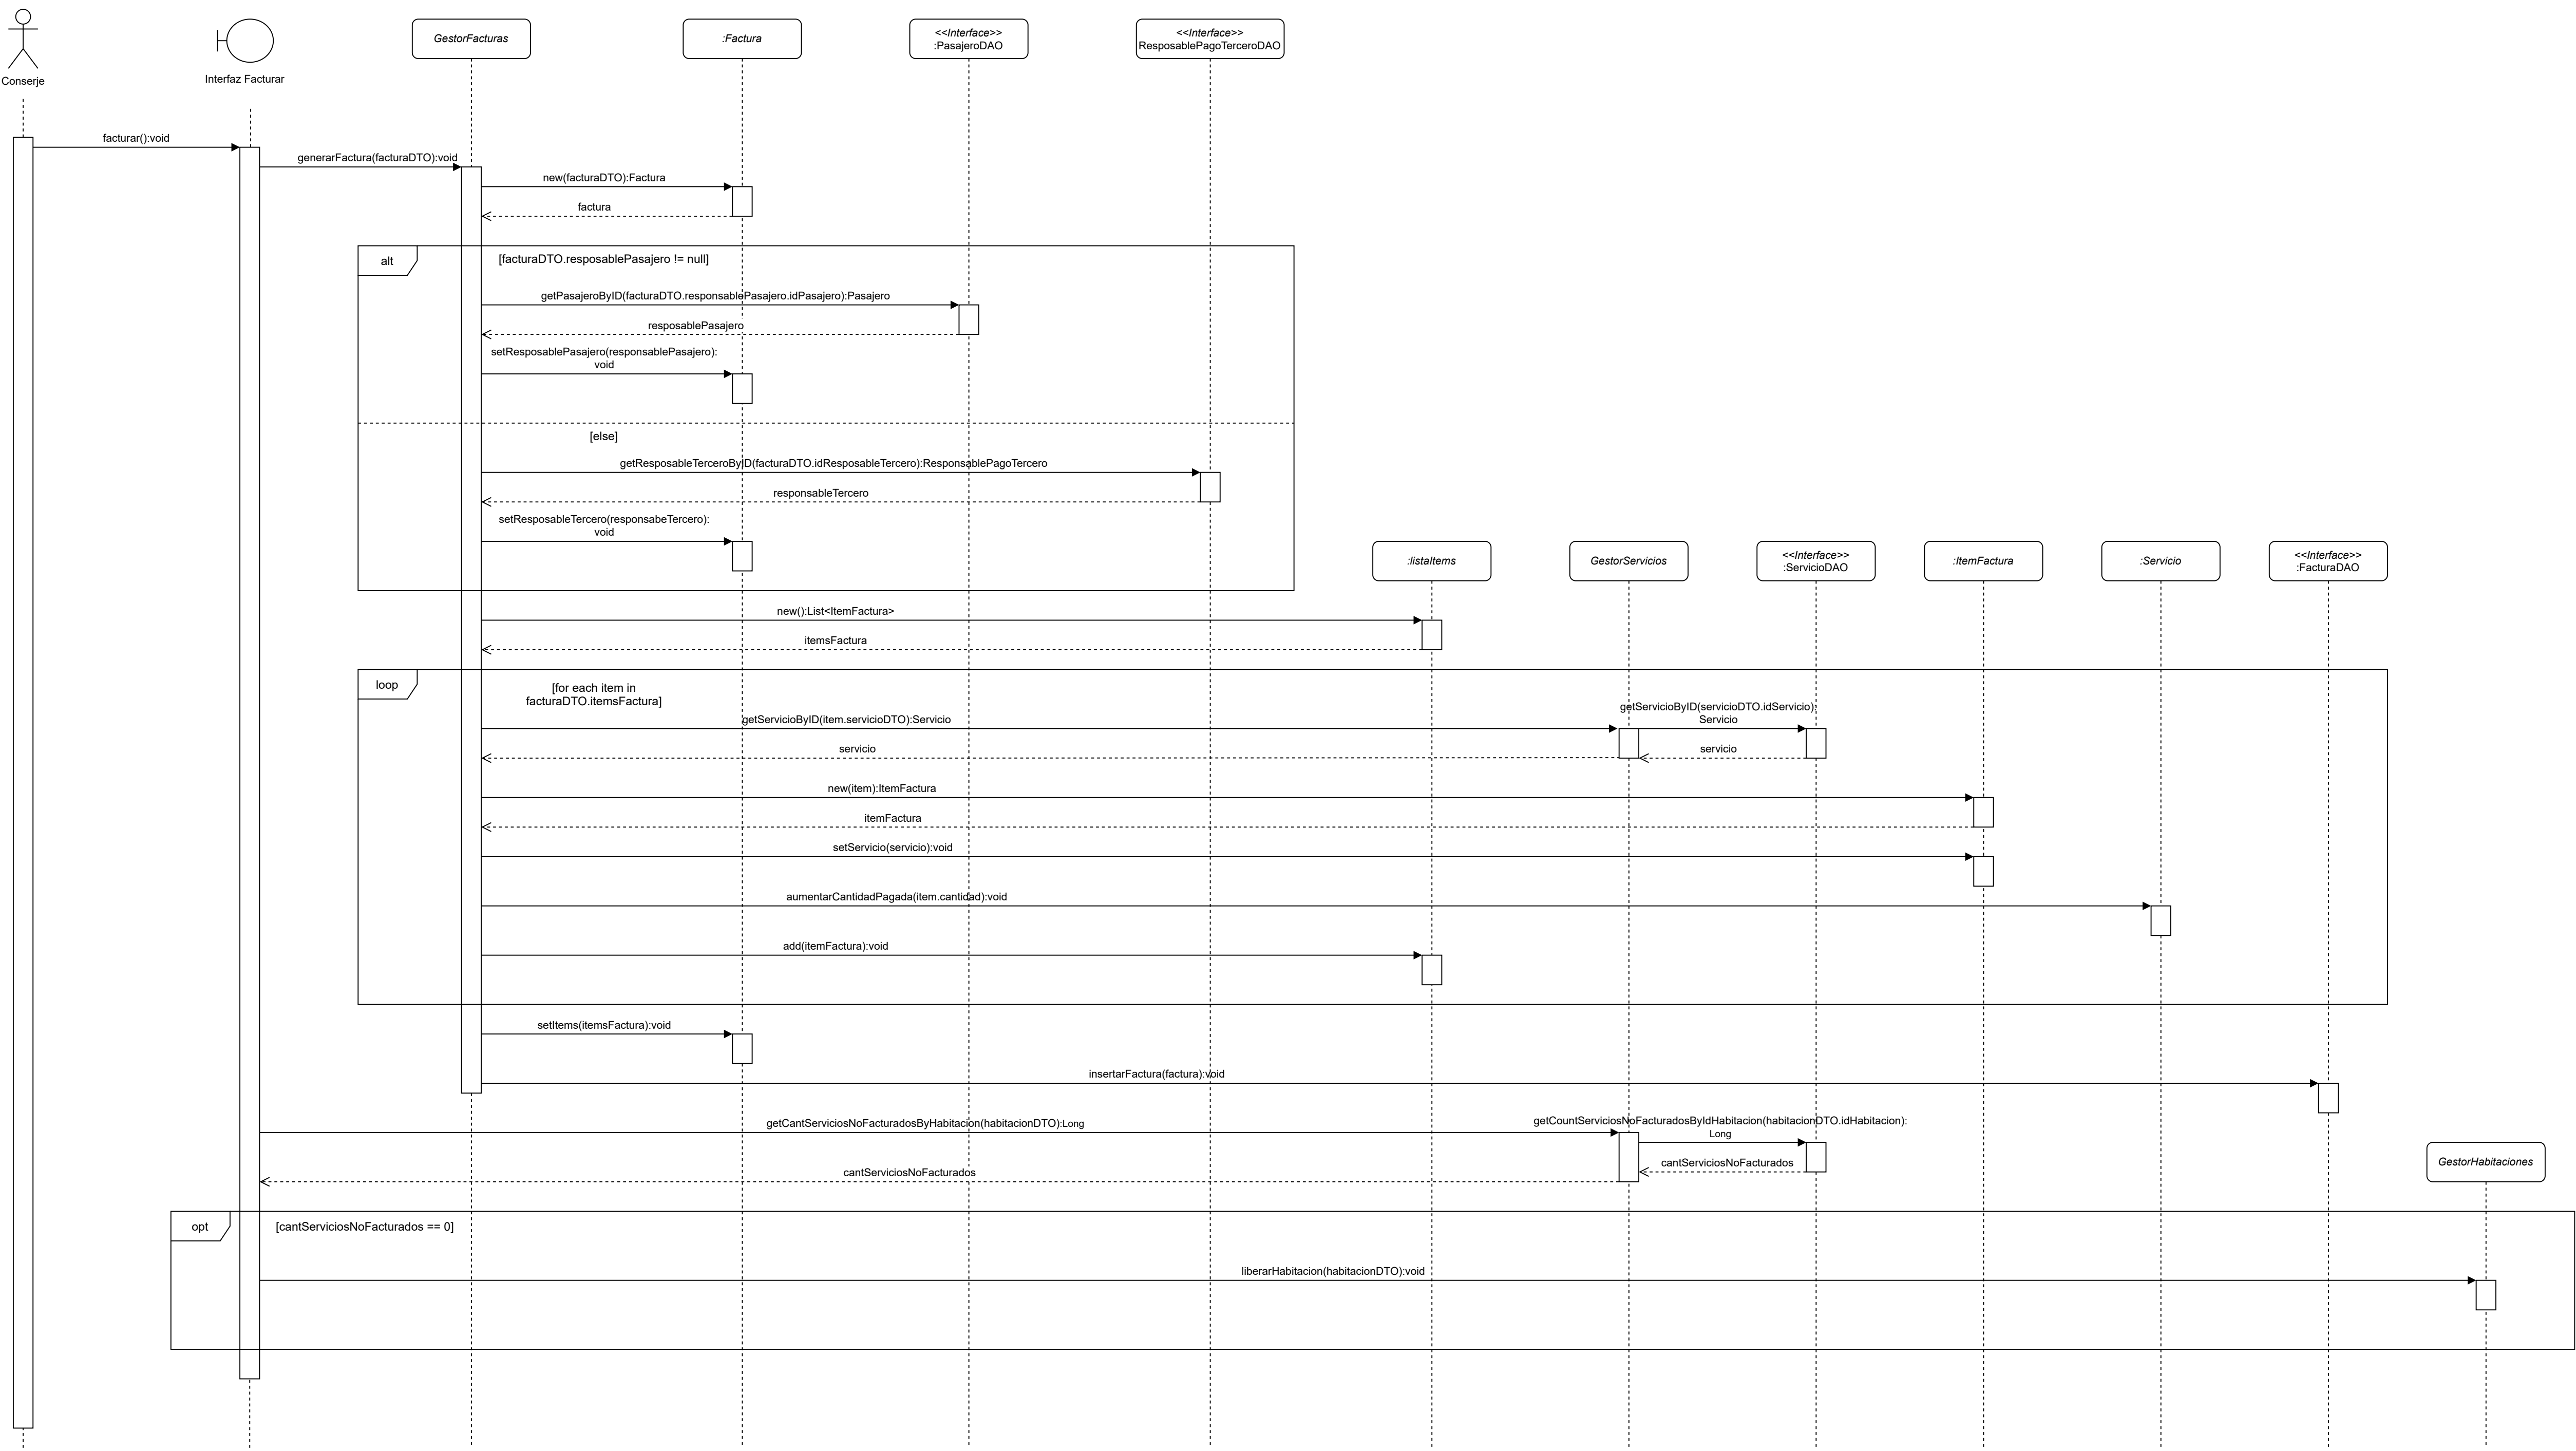 Conserje
Interfaz Facturar
GestorFacturas
:Factura
<<Interface>>
:PasajeroDAO
<<Interface>>
ResposablePagoTerceroDAO
facturar():void
generarFactura(facturaDTO):void
new(facturaDTO):Factura
factura
alt
[facturaDTO.resposablePasajero != null]
getPasajeroByID(facturaDTO.responsablePasajero.idPasajero):Pasajero
resposablePasajero
setResposablePasajero(responsablePasajero):
void
[else]
getResposableTerceroByID(facturaDTO.idResposableTercero):ResponsablePagoTercero
responsableTercero
setResposableTercero(responsabeTercero):
void
:listaItems
GestorServicios
<<Interface>>
:ServicioDAO
:ItemFactura
:Servicio
<<Interface>>
:FacturaDAO
new():List<ItemFactura>
itemsFactura
loop
[for each item in
facturaDTO.itemsFactura]
getServicioByID(item.servicioDTO):Servicio
getServicioByID(servicioDTO.idServicio):
Servicio
servicio
servicio
new(item):ItemFactura
itemFactura
setServicio(servicio):void
aumentarCantidadPagada(item.cantidad):void
add(itemFactura):void
setItems(itemsFactura):void
insertarFactura(factura):void
getCantServiciosNoFacturadosByHabitacion(habitacionDTO):Long
getCountServiciosNoFacturadosByIdHabitacion(habitacionDTO.idHabitacion):
Long
cantServiciosNoFacturados
cantServiciosNoFacturados
GestorHabitaciones
opt
[cantServiciosNoFacturados == 0]
liberarHabitacion(habitacionDTO):void